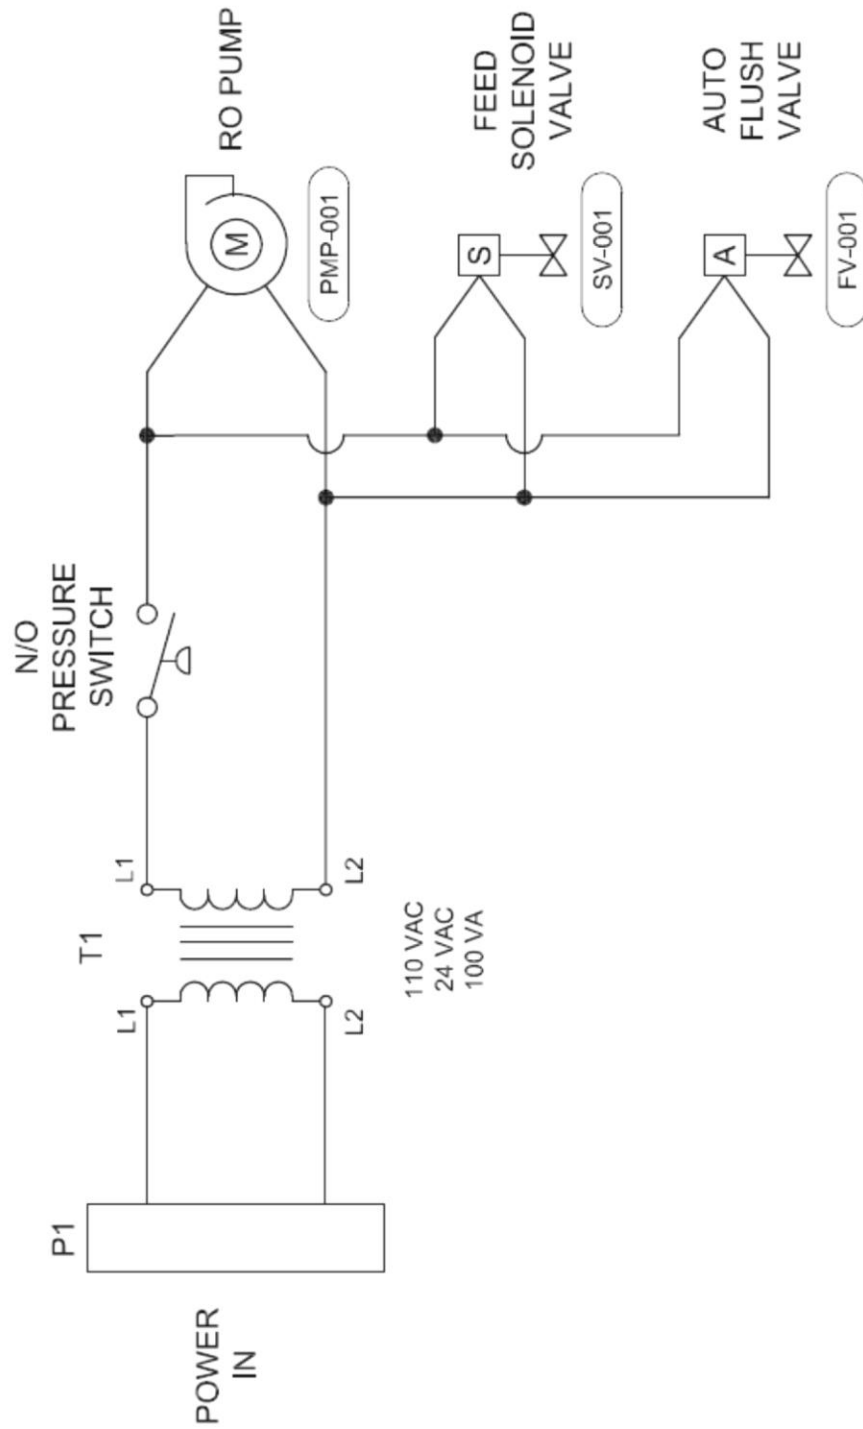 POWER
IN
P1
L1
L2
T1
L1
L2
110 VAC
24 VAC
100 VA
N/O
PRESSURE
SWITCH
M
RO PUMP
PMP-001
S
FEED
SOLENOID
VALVE
SV-001
A
AUTO
FLUSH
VALVE
FV-001